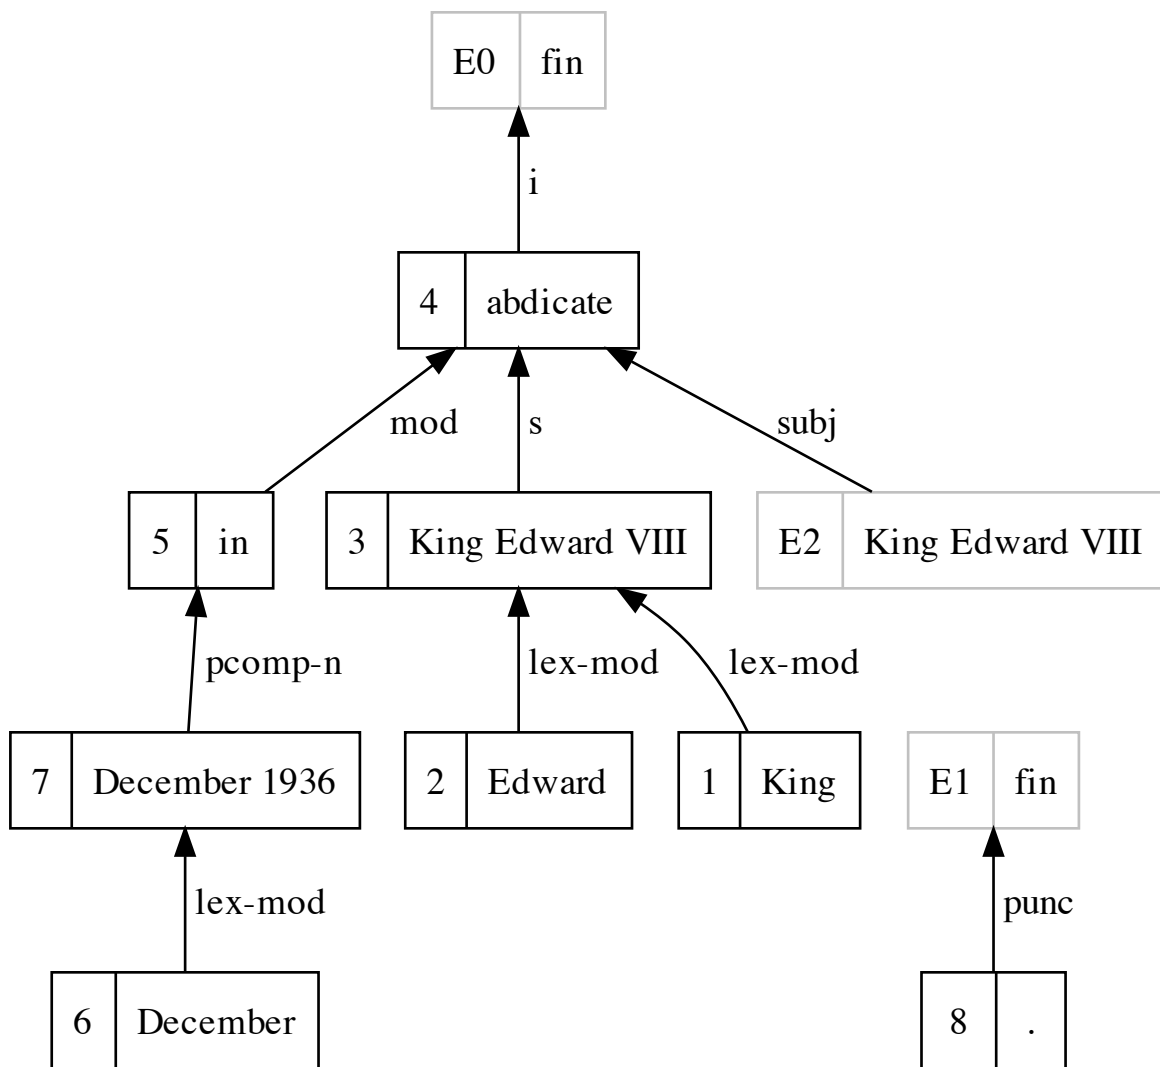 E0 fin
i
4 abdicate
mod s subj
5 in 3 King Edward VIII E2 King Edward VIII
pcomp-n lex-mod lex-mod
7 December 1936 2 Edward 1 King E1 fin
lex-mod punc
6 December 8 .